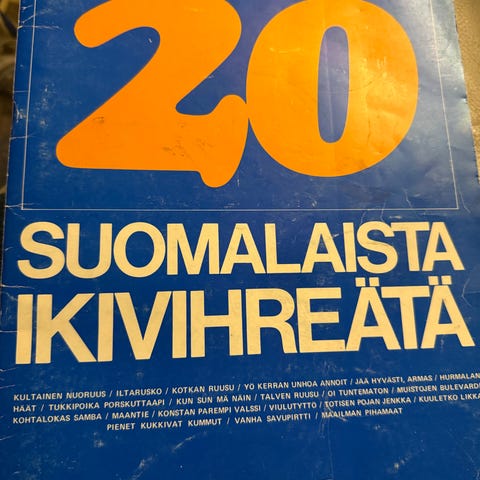 20
SUOMALAISTA
IKIVIHREÄTÄ
KULTAINEN NUORUUS / ILTARUSKO / KOTKAN RUUSU / YÖ KERRAN UNHOA ANNOIT / JÄÄ HYVÄSTI, ARMAS / HURMALAN
HÄÄT / TUKKIPOIKA PORSKUTTAAPI / KUN SUN MÄ NÄIN / TALVEN RUUSU / OI TUNTEMATON / MUISTOJEN BULEVARDI
KOHTALOKAS SAMBA / MAANTIE / KONSTAN PAREMPI VALSSI / VIULUTYTTÖ / TOTISEN POJAN JENKKA / KUULETKO LIKKA
PIENET KUKKIVAT KUMMUT / VANHA SAVUPIRTTI / MAAILMAN PIHAMAAT